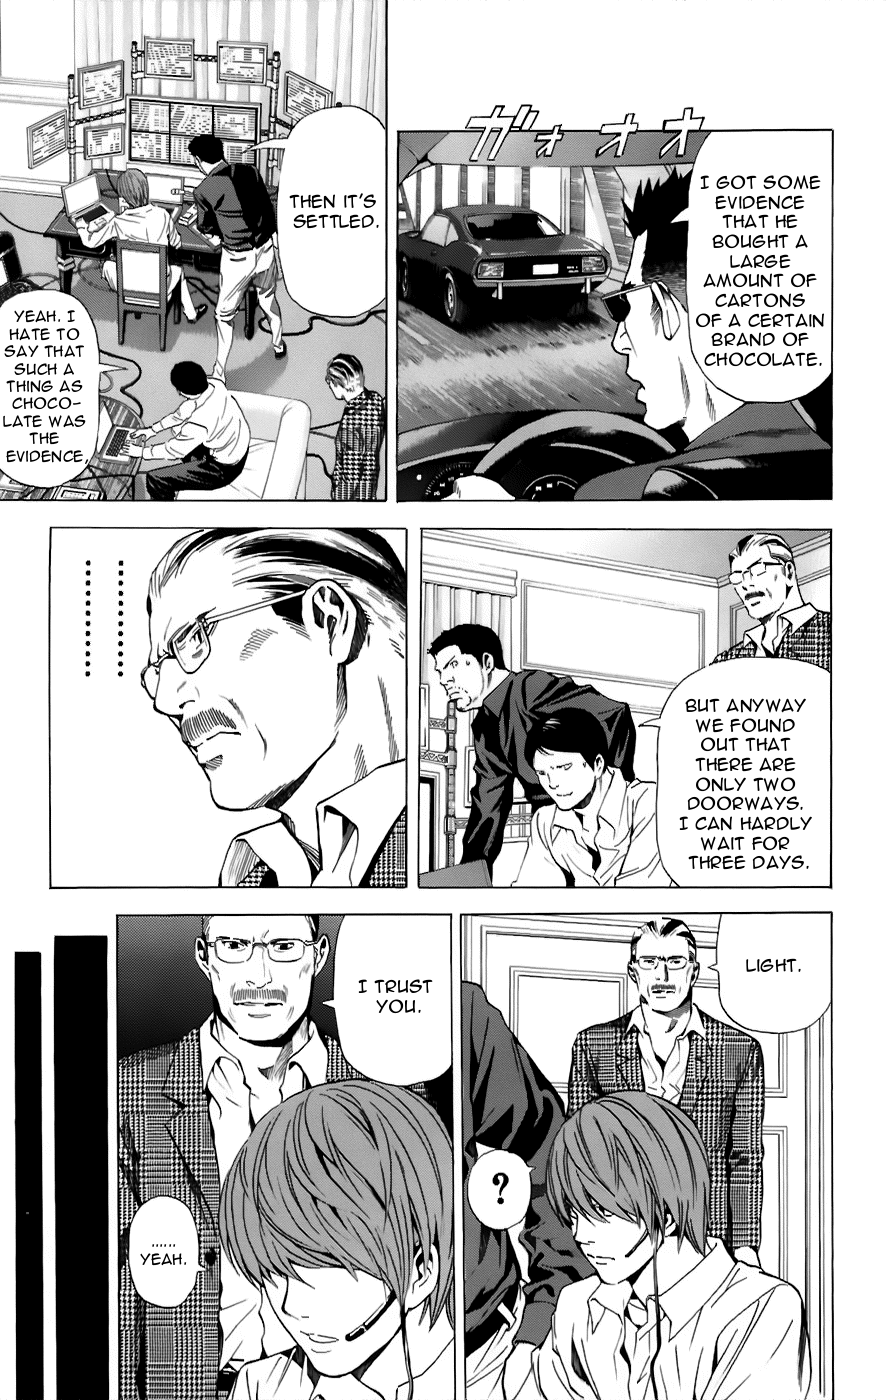 ガォォォ
I GOT SOME
EVIDENCE
THAT HE
BOUGHT A
LARGE
AMOUNT OF
CARTONS
OF A CERTAIN
BRAND OF
CHOCOLATE.
THEN IT'S
SETTLED.
YEAH. I
HATE TO
SAY THAT
SUCH A
THING AS
CHOCO-
LATE WAS
THE
EVIDENCE.
BUT ANYWAY
WE FOUND
OUT THAT
THERE ARE
ONLY TWO
DOORWAYS.
I CAN HARDLY
WAIT FOR
THREE DAYS.
............
............
LIGHT.
?
I TRUST
YOU.
......
YEAH.